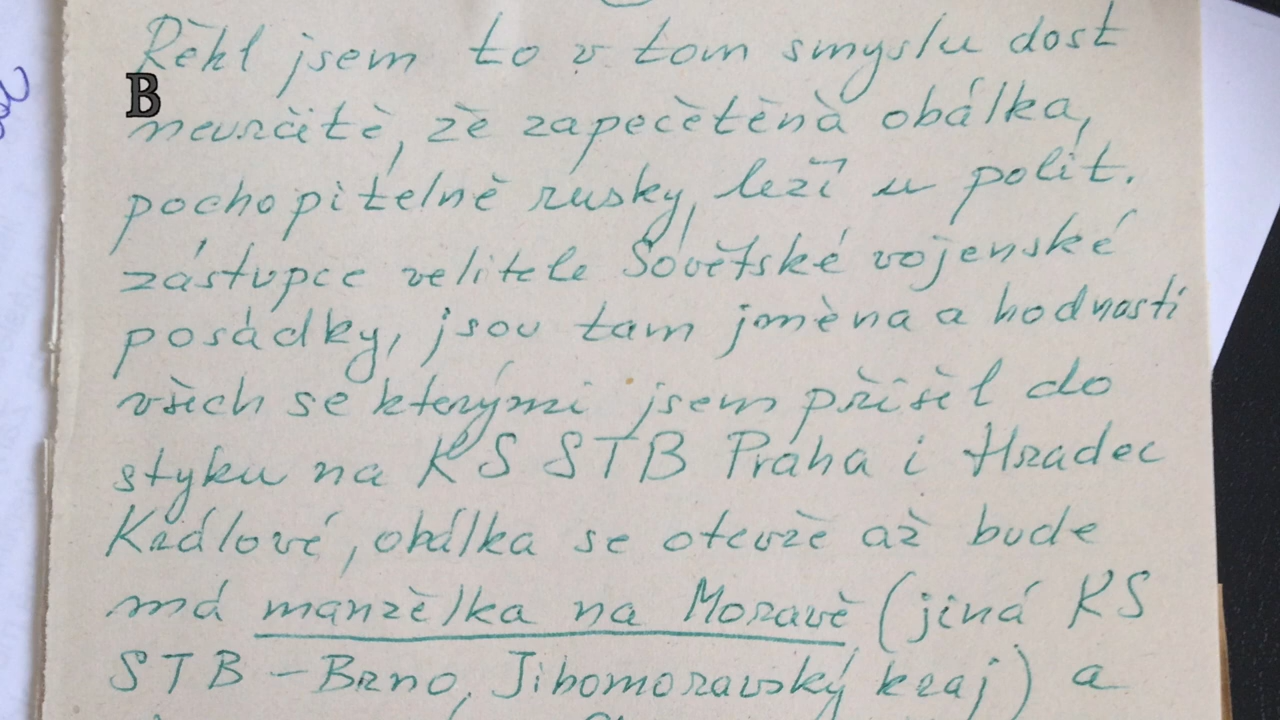 Řekl jsem to v tom smyslu dost
B
neurčitě, že zapečetěná obálka,
pochopitelně rusky, leží u polit.
zástupce velitele Sovětské vojenské
posádky, jsou tam jména a hodnosti
všech se kterými jsem přišel do
styku na KS STB Praha i Hradec
Králové, obálka se otevře až bude
má manželka na Moravě (jiná KS
STB - Brno, Jihomoravský kraj) a